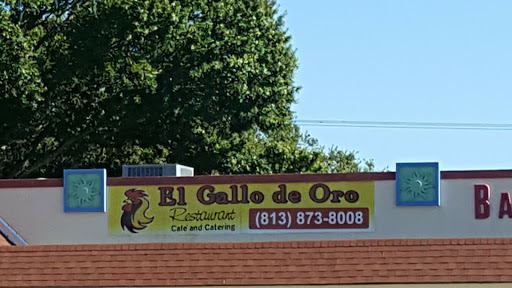 El Gallo de Oro
Restaurant
Cafe and Catering
(813) 873-8008